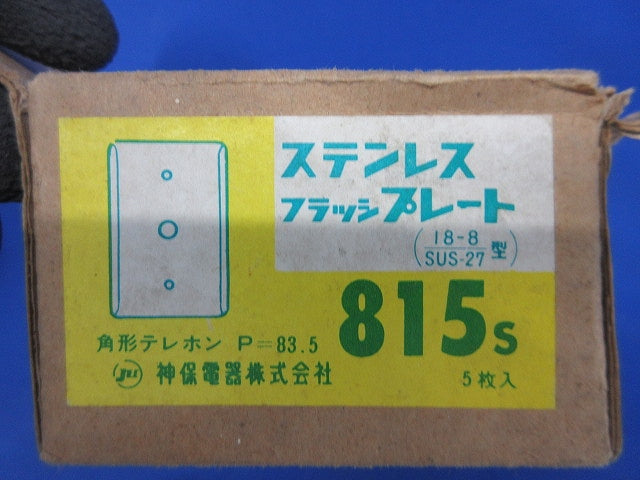 ステンレス
フラッシプレート
(18-8
SUS-27 型)
815s
角形テレホン P=83.5
神保電器株式会社
5枚入